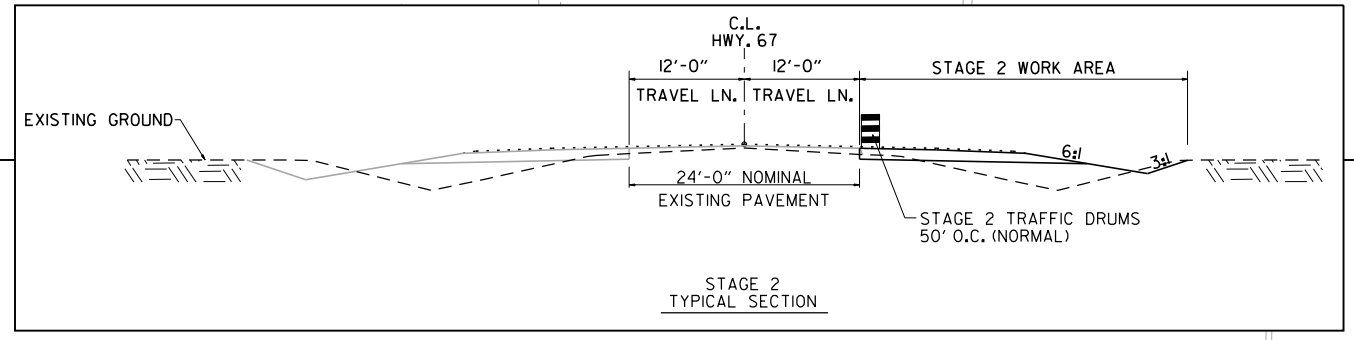 C.L.
HWY. 67
12'-0" 12'-0" STAGE 2 WORK AREA
TRAVEL LN. TRAVEL LN.
EXISTING GROUND
6:1
3:1
24'-0" NOMINAL
EXISTING PAVEMENT
STAGE 2 TRAFFIC DRUMS
50' O.C. (NORMAL)
STAGE 2
TYPICAL SECTION